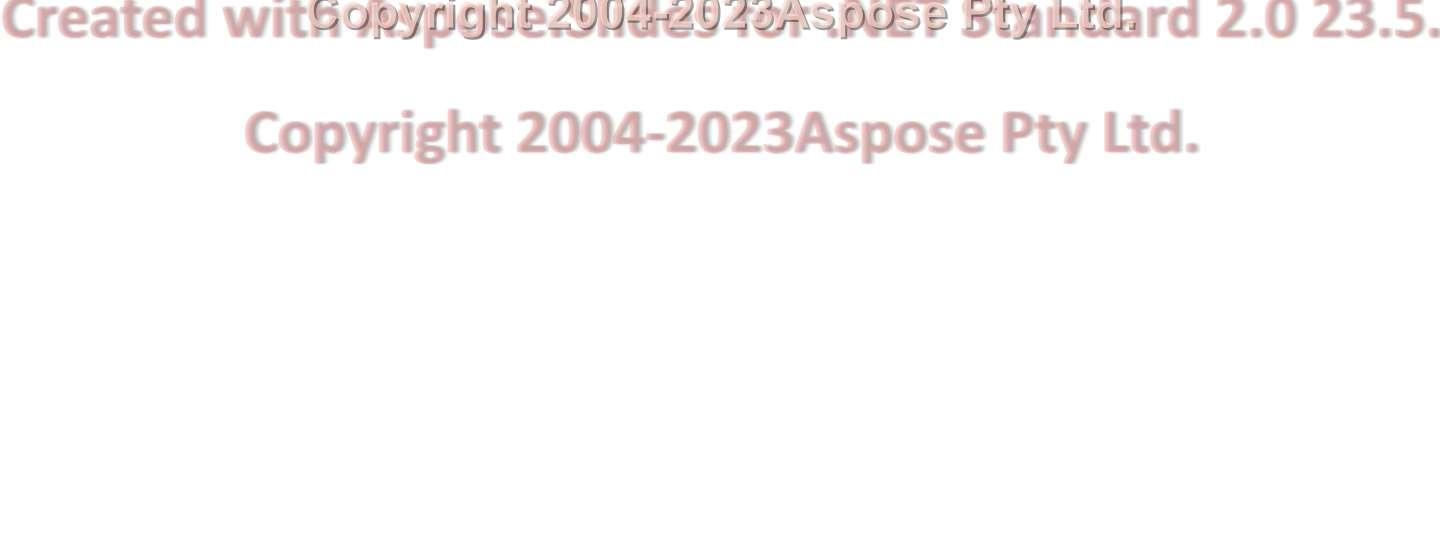 Created with Aspose.Slides for .NET Standard 2.0 23.5.
Copyright 2004-2023Aspose Pty Ltd.
Copyright 2004-2023Aspose Pty Ltd.